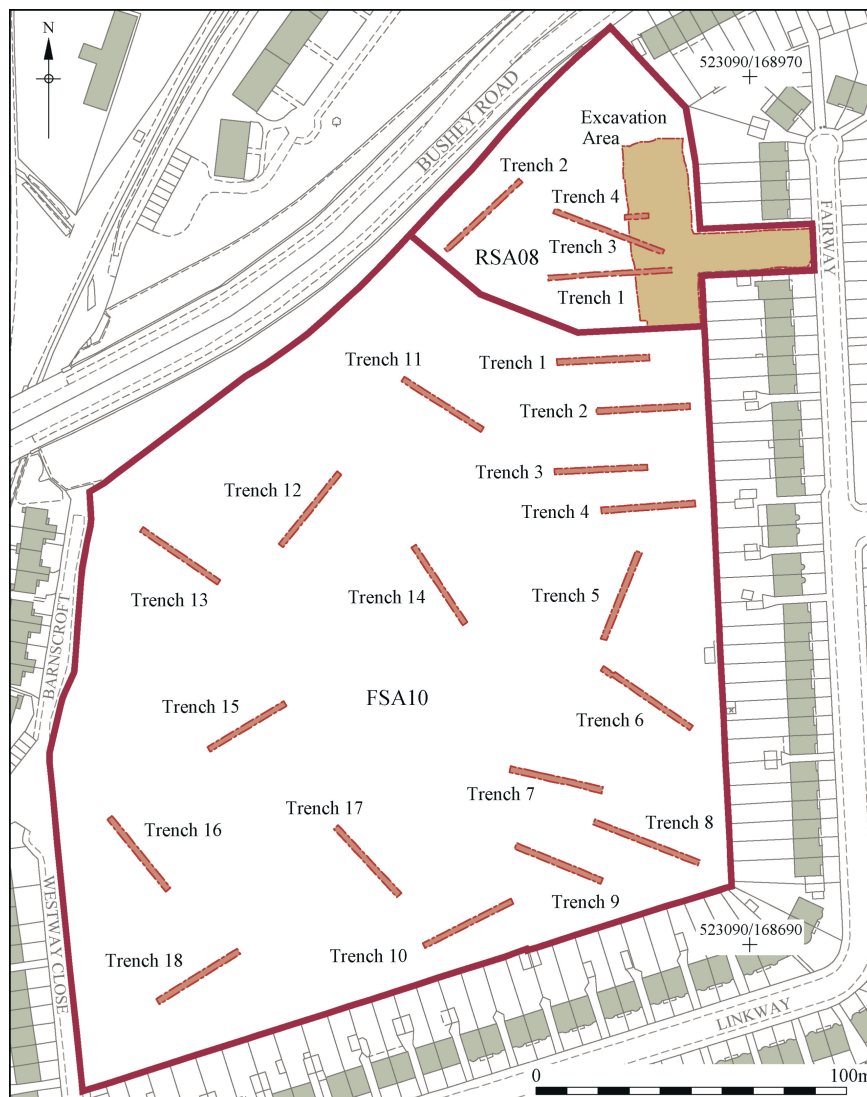 N
523090/168970
BUSHEY ROAD
Excavation
Area
Trench 2
Trench 4
FAIRWAY
Trench 3
RSA08
Trench 1
Trench 11
Trench 1
Trench 2
Trench 3
Trench 12
Trench 4
Trench 13
Trench 14
Trench 5
BARNSCROFT
Trench 15
FSA10
Trench 6
Trench 7
Trench 17
Trench 16
Trench 8
Trench 9
WESTWAY CLOSE
523090/168690
Trench 10
Trench 18
LINKWAY
0
100m